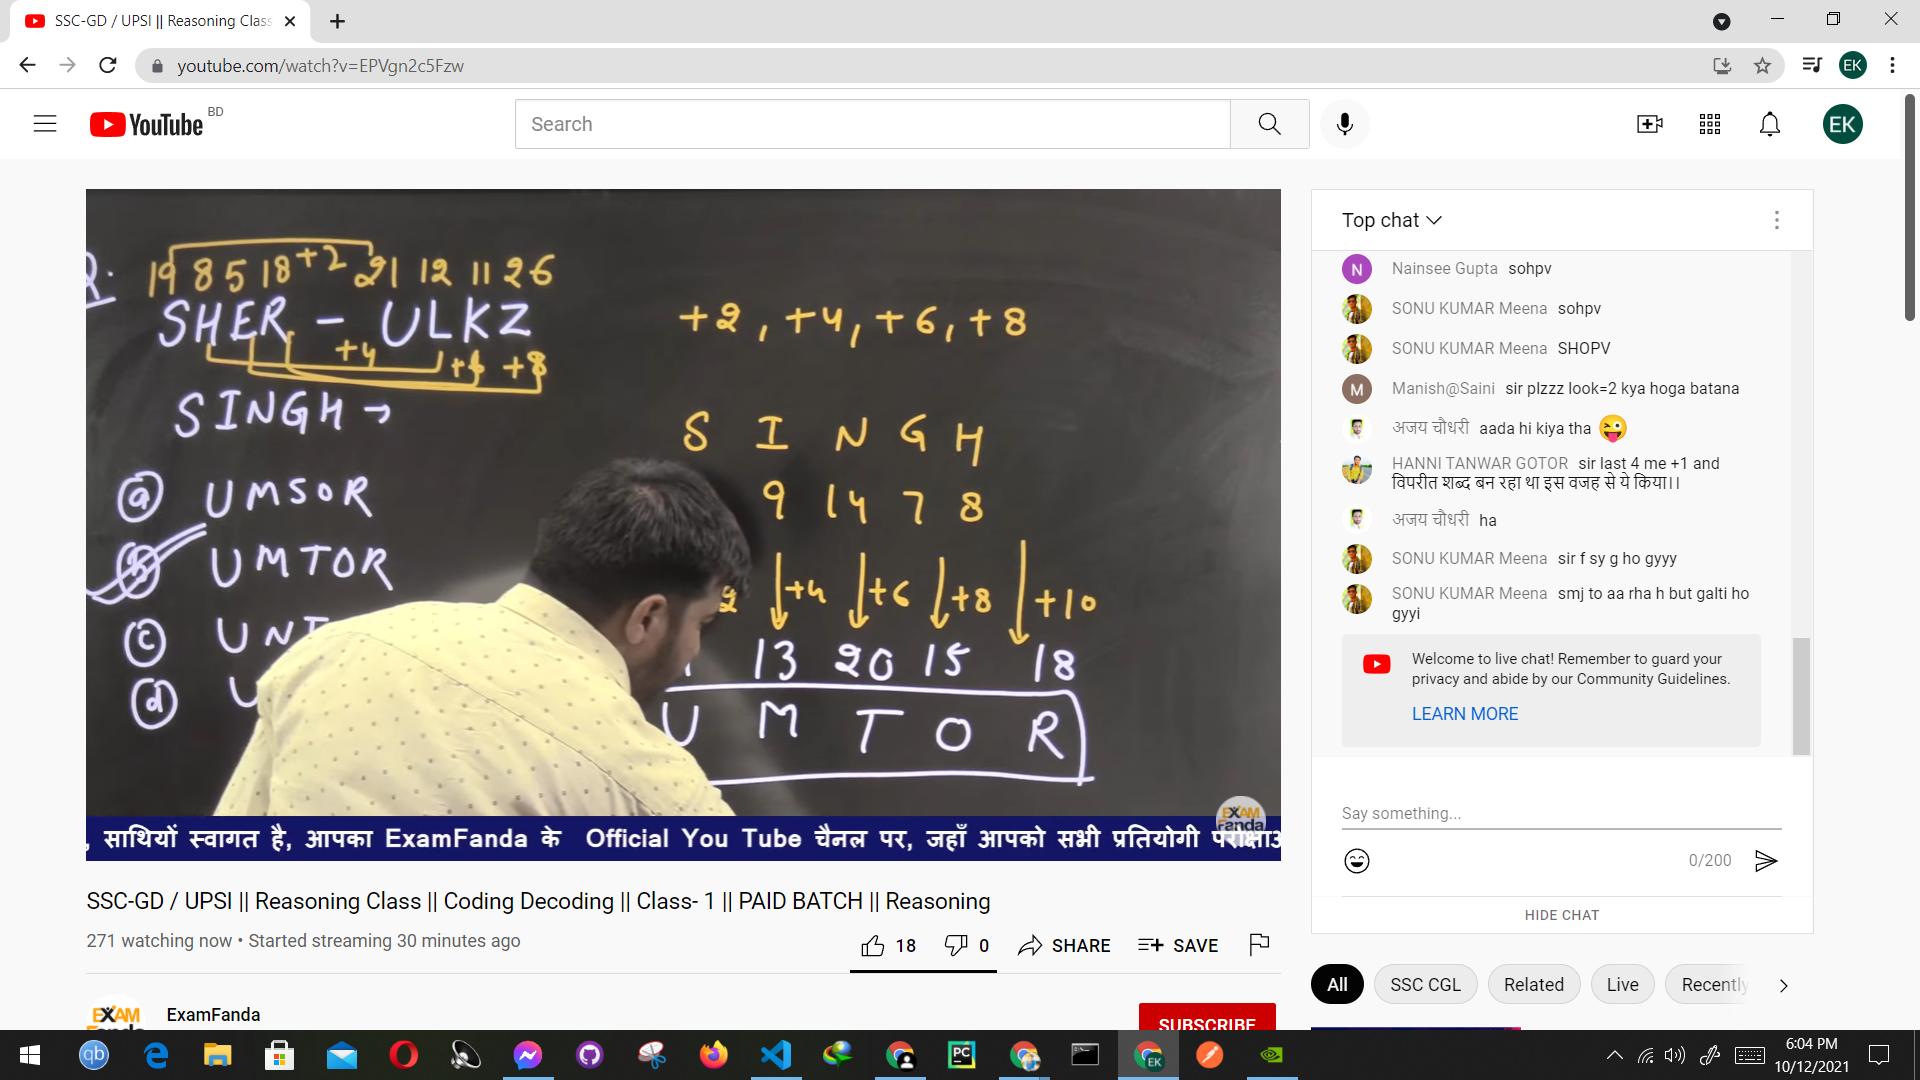 SSC-GD / UPSI || Reasoning Class
youtube.com/watch?v=EPVgn2c5Fzw
EK
YouTube BD
Search
EK
19 8 5 18 +2 21 12 11 26
SHER - ULKZ
+4 +6 +8
+2, +4, +6, +8
SINGH →
S I N G H
9 14 7 8
(a) UMSOR
(b) UMTOR
+4 +6 +8 +10
(c)
13 20 15 18
(d)
U M T O R
EXAM Fanda
, साथियों स्वागत है, आपका ExamFanda के Official You Tube चैनल पर, जहाँ आपको सभी प्रतियोगी
SSC-GD / UPSI || Reasoning Class || Coding Decoding || Class- 1 || PAID BATCH || Reasoning
271 watching now • Started streaming 30 minutes ago
18 0 SHARE SAVE
EXAM Fanda
ExamFanda
SUBSCRIBE
Top chat
N Nainsee Gupta sohpv
SONU KUMAR Meena sohpv
SONU KUMAR Meena SHOPV
M Manish@Saini sir plzzz look=2 kya hoga batana
अजय चौधरी aada hi kiya tha
HANNI TANWAR GOTOR sir last 4 me +1 and
विपरीत शब्द बन रहा था इस वजह से ये किया।।
अजय चौधरी ha
SONU KUMAR Meena sir f sy g ho gyyy
SONU KUMAR Meena smj to aa rha h but galti ho
gyyi
Welcome to live chat! Remember to guard your
privacy and abide by our Community Guidelines.
LEARN MORE
Say something...
0/200
HIDE CHAT
All SSC CGL Related Live Recently
qb
PC
EK
6:04 PM
10/12/2021